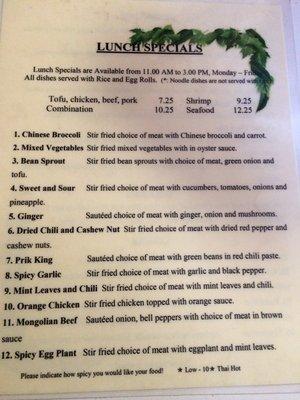 LUNCH SPECIALS
Lunch Specials are Available from 11.00 AM to 3.00 PM, Monday – Fri
All dishes served with Rice and Egg Rolls. (*: Noodle dishes are not served with
Tofu, chicken, beef, pork 7.25 Shrimp 9.25
Combination 10.25 Seafood 12.25
1. Chinese Broccoli Stir fried choice of meat with Chinese broccoli and carrot.
2. Mixed Vegetables Stir fried mixed vegetables with in oyster sauce.
3. Bean Sprout Stir fried bean sprouts with choice of meat, green onion and
tofu.
4. Sweet and Sour Stir fried choice of meat with cucumbers, tomatoes, onions and
pineapple.
5. Ginger Sautéed choice of meat with ginger, onion and mushrooms.
6. Dried Chili and Cashew Nut Stir fried choice of meat with dried red pepper and
cashew nuts.
7. Prik King Sautéed choice of meat with green beans in red chili paste.
8. Spicy Garlic Stir fried choice of meat with garlic and black pepper.
9. Mint Leaves and Chili Stir fried choice of meat with mint leaves and chili.
10. Orange Chicken Stir fried chicken topped with orange sauce.
11. Mongolian Beef Sautéed onion, bell peppers with choice of meat in brown
sauce
12. Spicy Egg Plant Stir fried choice of meat with eggplant and mint leaves.
Please indicate how spicy you would like your food! ★ Low - 10★ Thai Hot